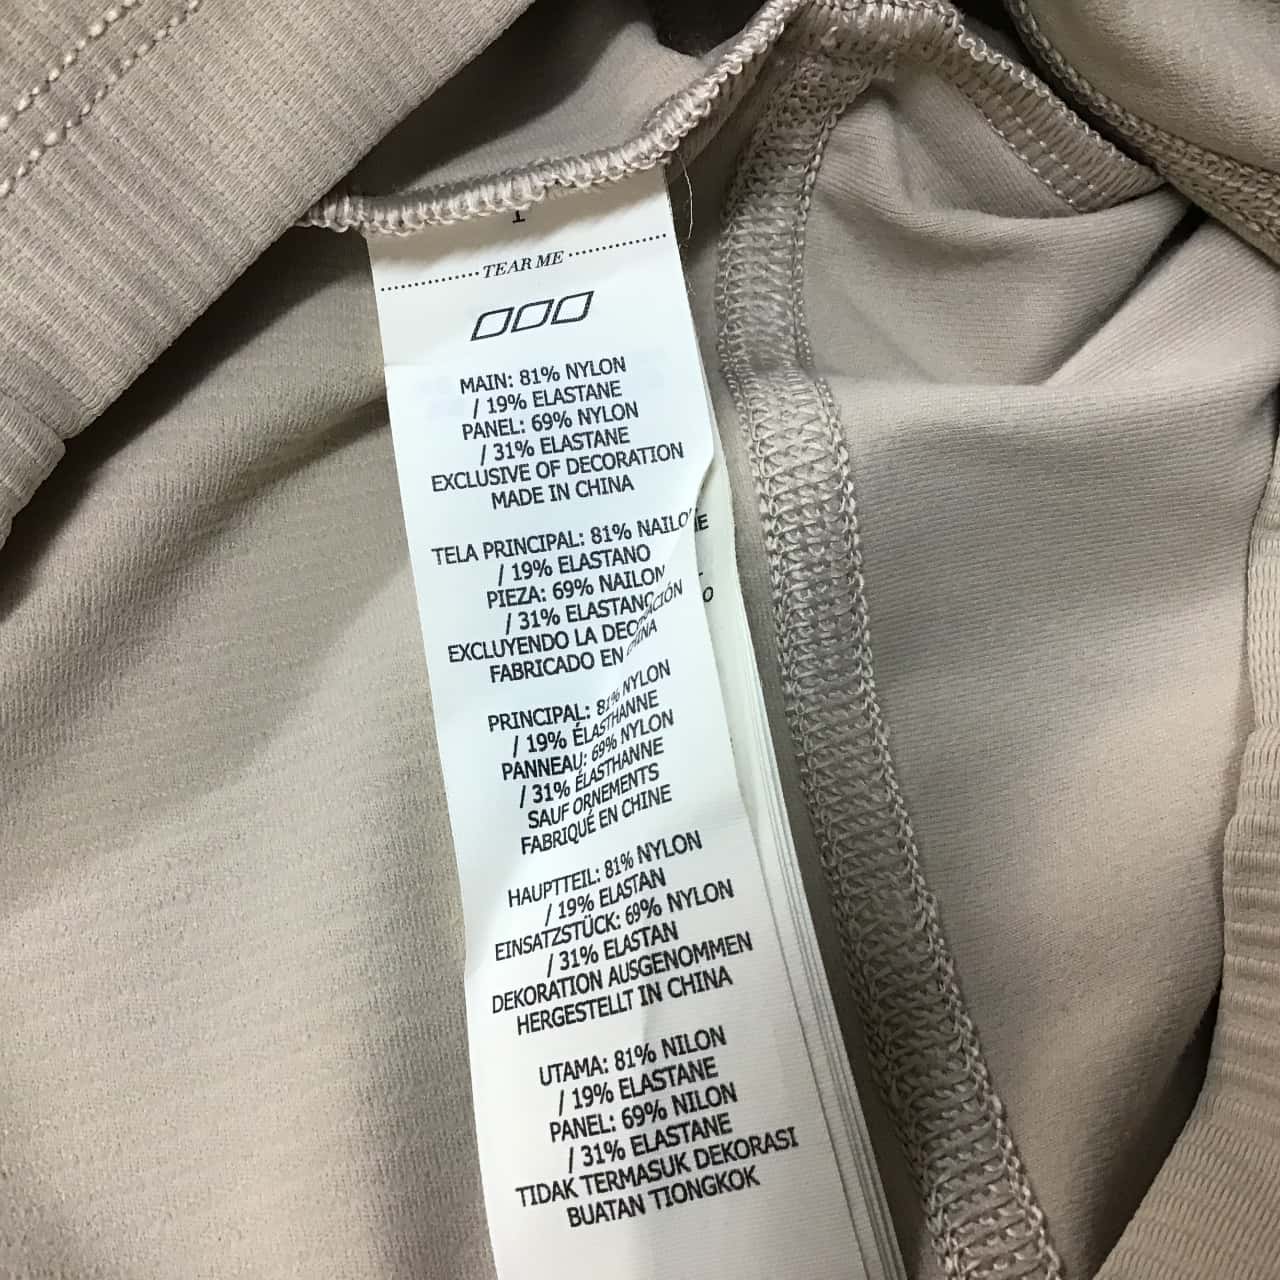 TEAR ME
MAIN: 81% NYLON
/ 19% ELASTANE
PANEL: 69% NYLON
/ 31% ELASTANE
EXCLUSIVE OF DECORATION
MADE IN CHINA
TELA PRINCIPAL: 81% NAILON
/ 19% ELASTANO
PIEZA: 69% NAILON
/ 31% ELASTANO
EXCLUYENDO LA DECORACIÓN
FABRICADO EN CHINA
PRINCIPAL: 81% NYLON
/ 19% ÉLASTHANNE
PANNEAU: 69% NYLON
/ 31% ÉLASTHANNE
SAUF ORNEMENTS
FABRIQUÉ EN CHINE
HAUPTTEIL: 81% NYLON
/ 19% ELASTAN
EINSATZSTÜCK: 69% NYLON
/ 31% ELASTAN
DEKORATION AUSGENOMMEN
HERGESTELLT IN CHINA
UTAMA: 81% NILON
/ 19% ELASTANE
PANEL: 69% NILON
/ 31% ELASTANE
TIDAK TERMASUK DEKORASI
BUATAN TIONGKOK